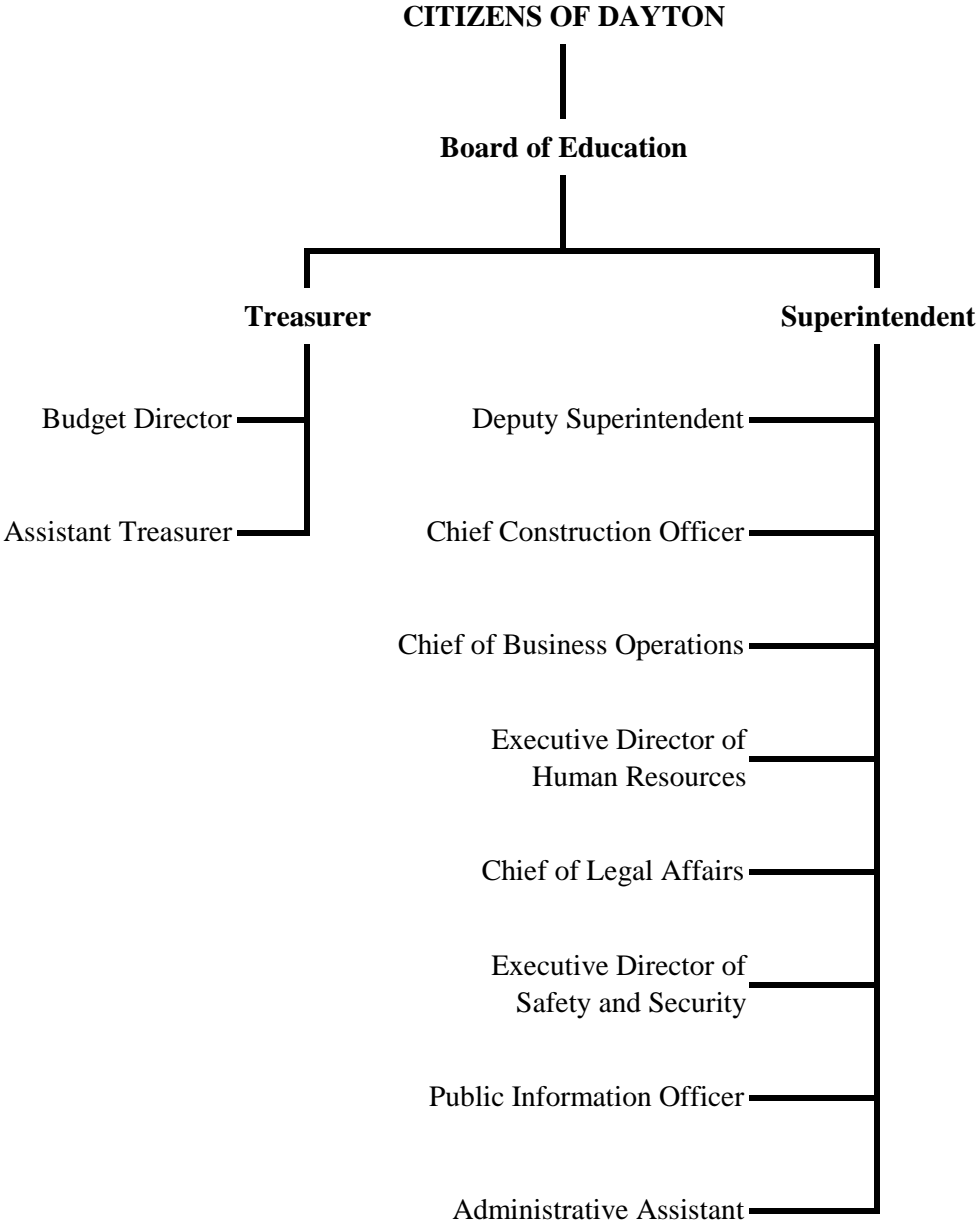 CITIZENS OF DAYTON
Board of Education
Treasurer
Superintendent
Budget Director
Deputy Superintendent
Assistant Treasurer
Chief Construction Officer
Chief of Business Operations
Executive Director of
Human Resources
Chief of Legal Affairs
Executive Director of
Safety and Security
Public Information Officer
Administrative Assistant